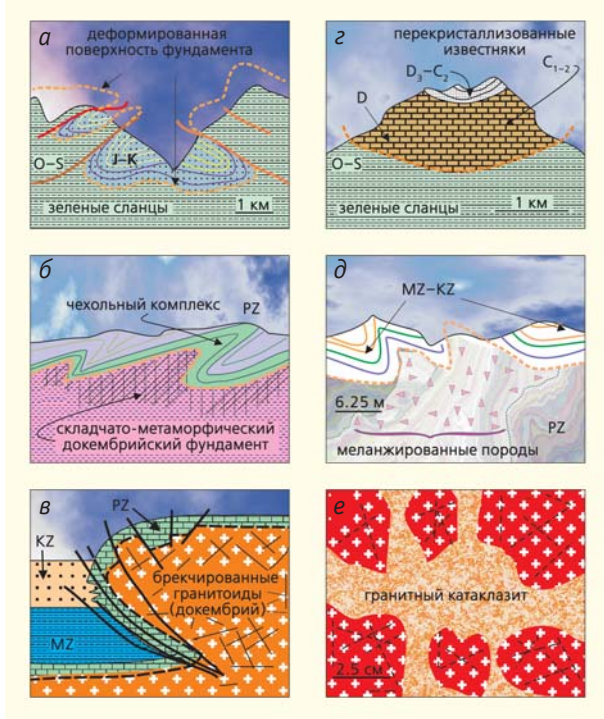 а
деформированная
поверхность фундамента
J–K
O–S
зеленые сланцы
1 км
г
перекристаллизованные
известняки
D₃–C₂
C₁₋₂
D
O–S
зеленые сланцы
1 км
б
чехольный комплекс
PZ
складчато-метаморфический
докембрийский фундамент
д
MZ–KZ
6.25 м
PZ
меланжированные породы
в
PZ
KZ
брекчированные
гранитоиды
(докембрий)
MZ
е
гранитный катаклазит
2.5 см